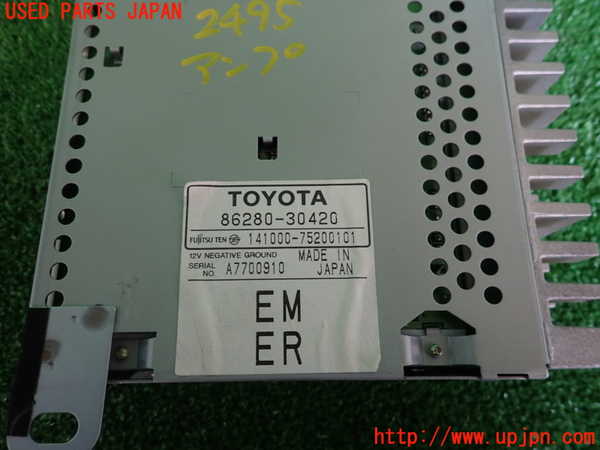 USED PARTS JAPAN
2495
アンプ
TOYOTA
86280-30420
FUJITSU TEN 141000-75200101
12V NEGATIVE GROUND MADE IN
SERIAL NO. A7700910 JAPAN
EM
ER
http://www.upjpn.com